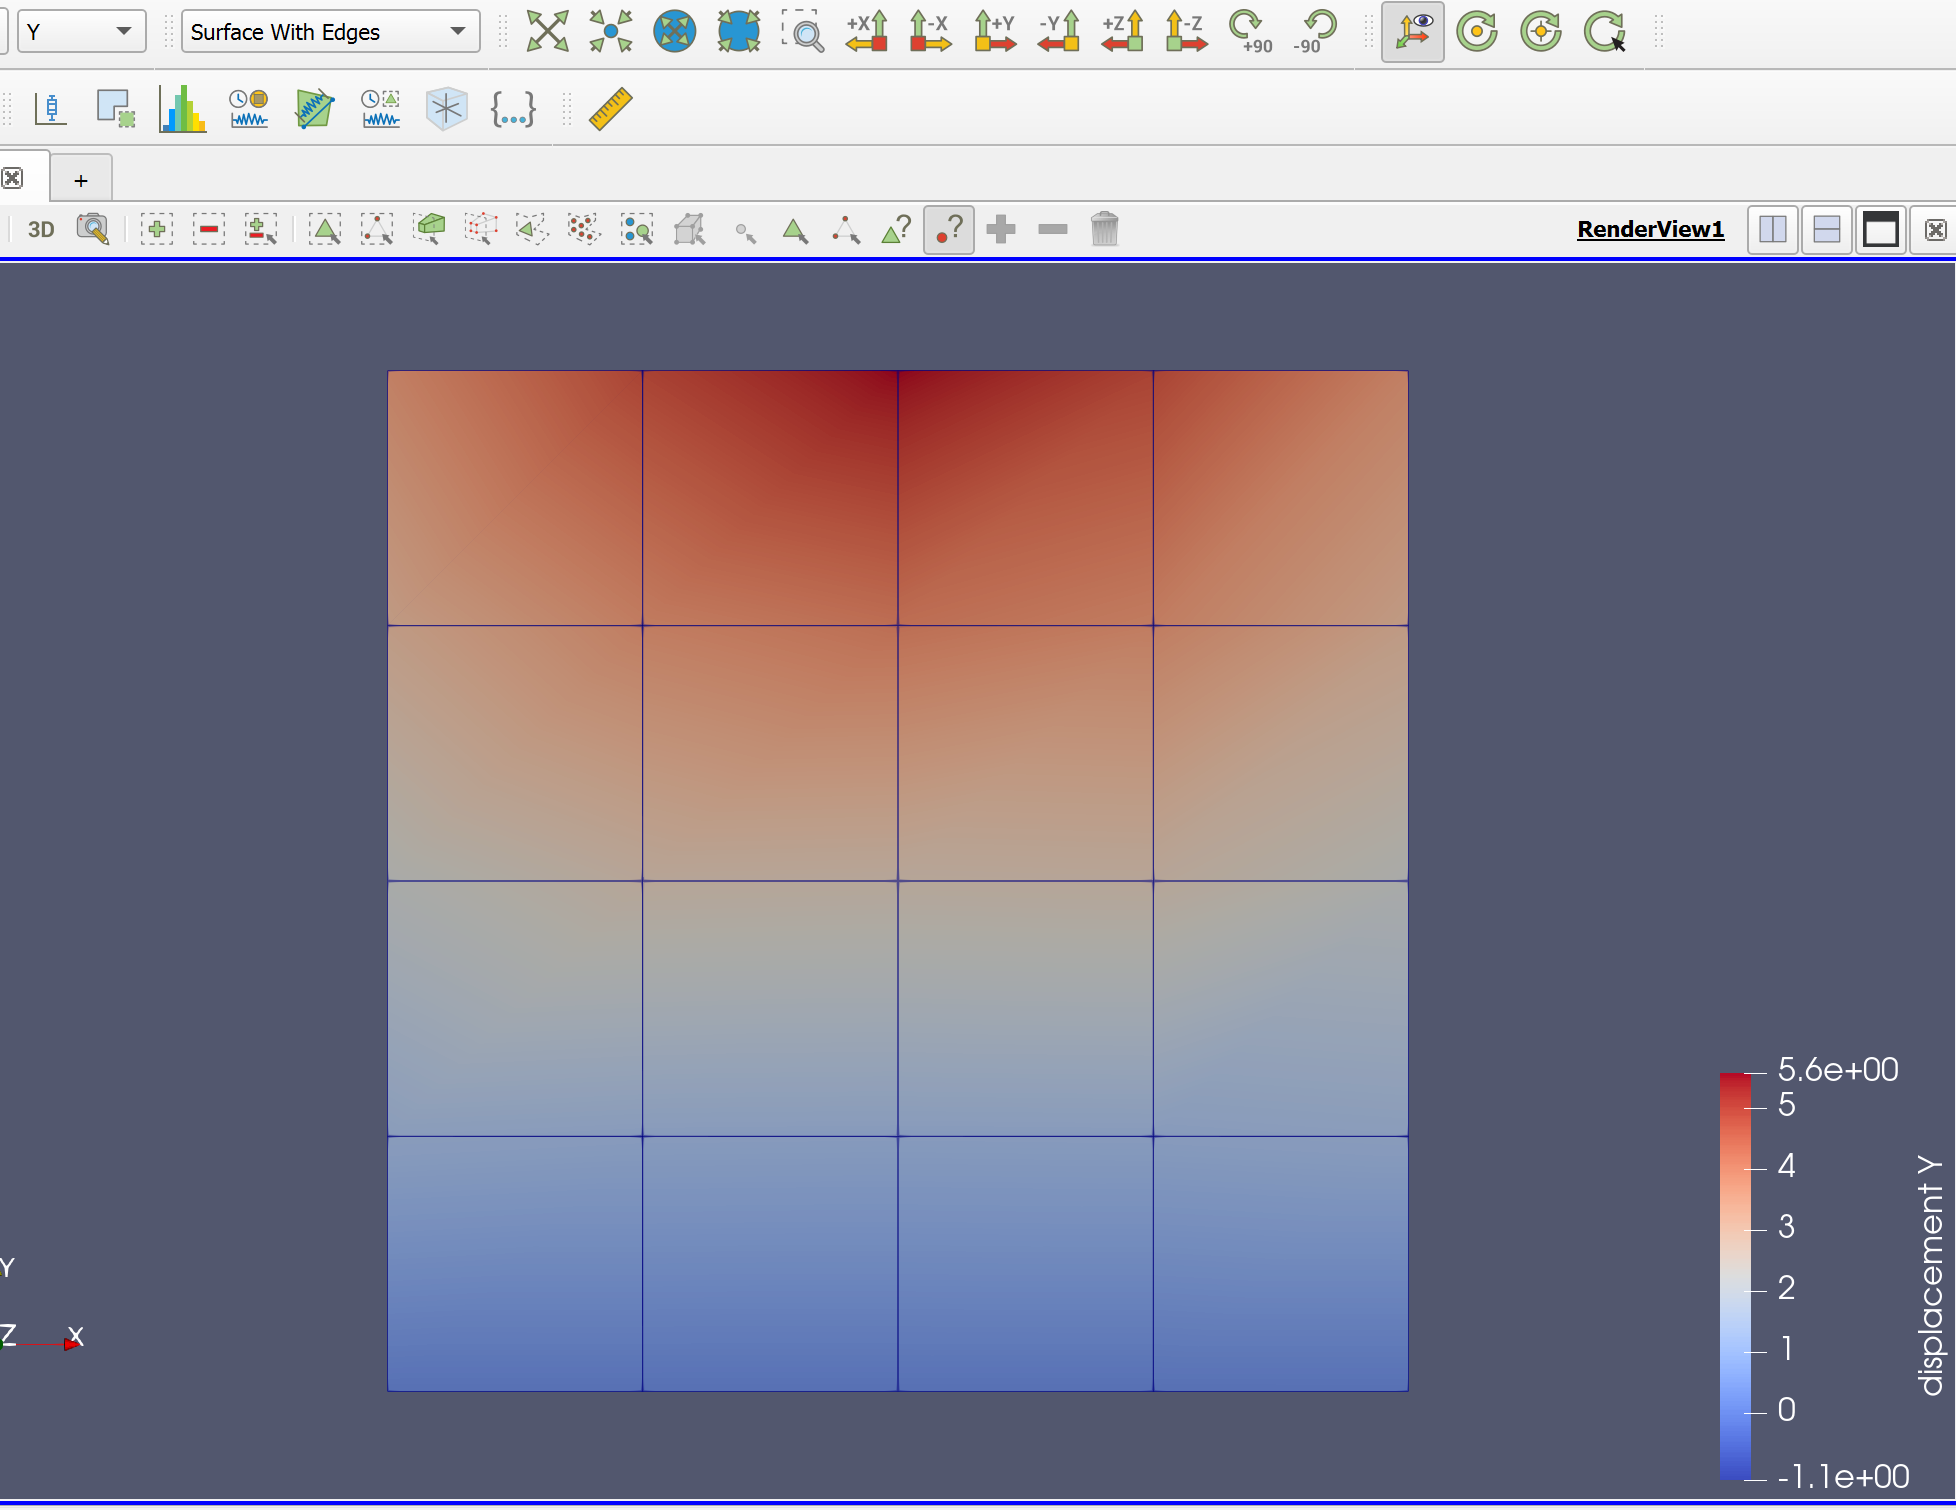 Y
Surface With Edges
+X
-X
+Y
-Y
+Z
-Z
+90
-90
{...}
+
3D
?
?
RenderView1
5.6e+00
5
4
3
2
1
0
-1.1e+00
displacement Y
Y
Z
X